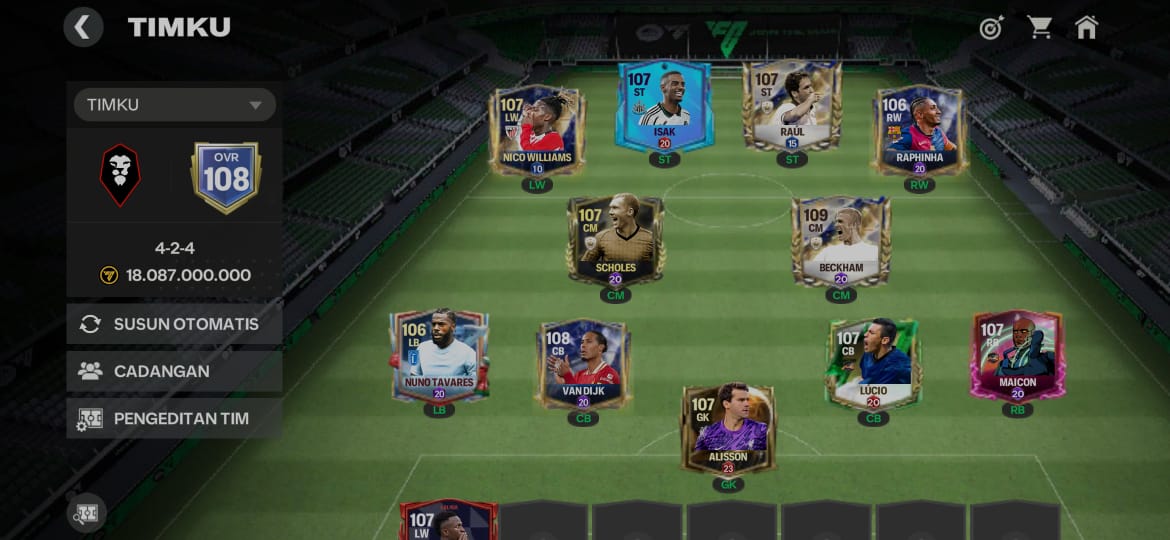 TIMKU
TIMKU
OVR
108
4-2-4
18.087.000.000
SUSUN OTOMATIS
CADANGAN
PENGEDITAN TIM
107
LW
NICO WILLIAMS
10
LW
107
ST
ISAK
20
ST
107
ST
RAÚL
15
ST
106
RW
RAPHINHA
20
RW
107
CM
SCHOLES
20
CM
109
CM
BECKHAM
20
CM
106
LB
NUNO TAVARES
20
LB
108
CB
VAN DIJK
20
CB
107
CB
LÚCIO
20
CB
107
RB
MAICON
20
RB
107
GK
ALISSON
23
GK
107
LW